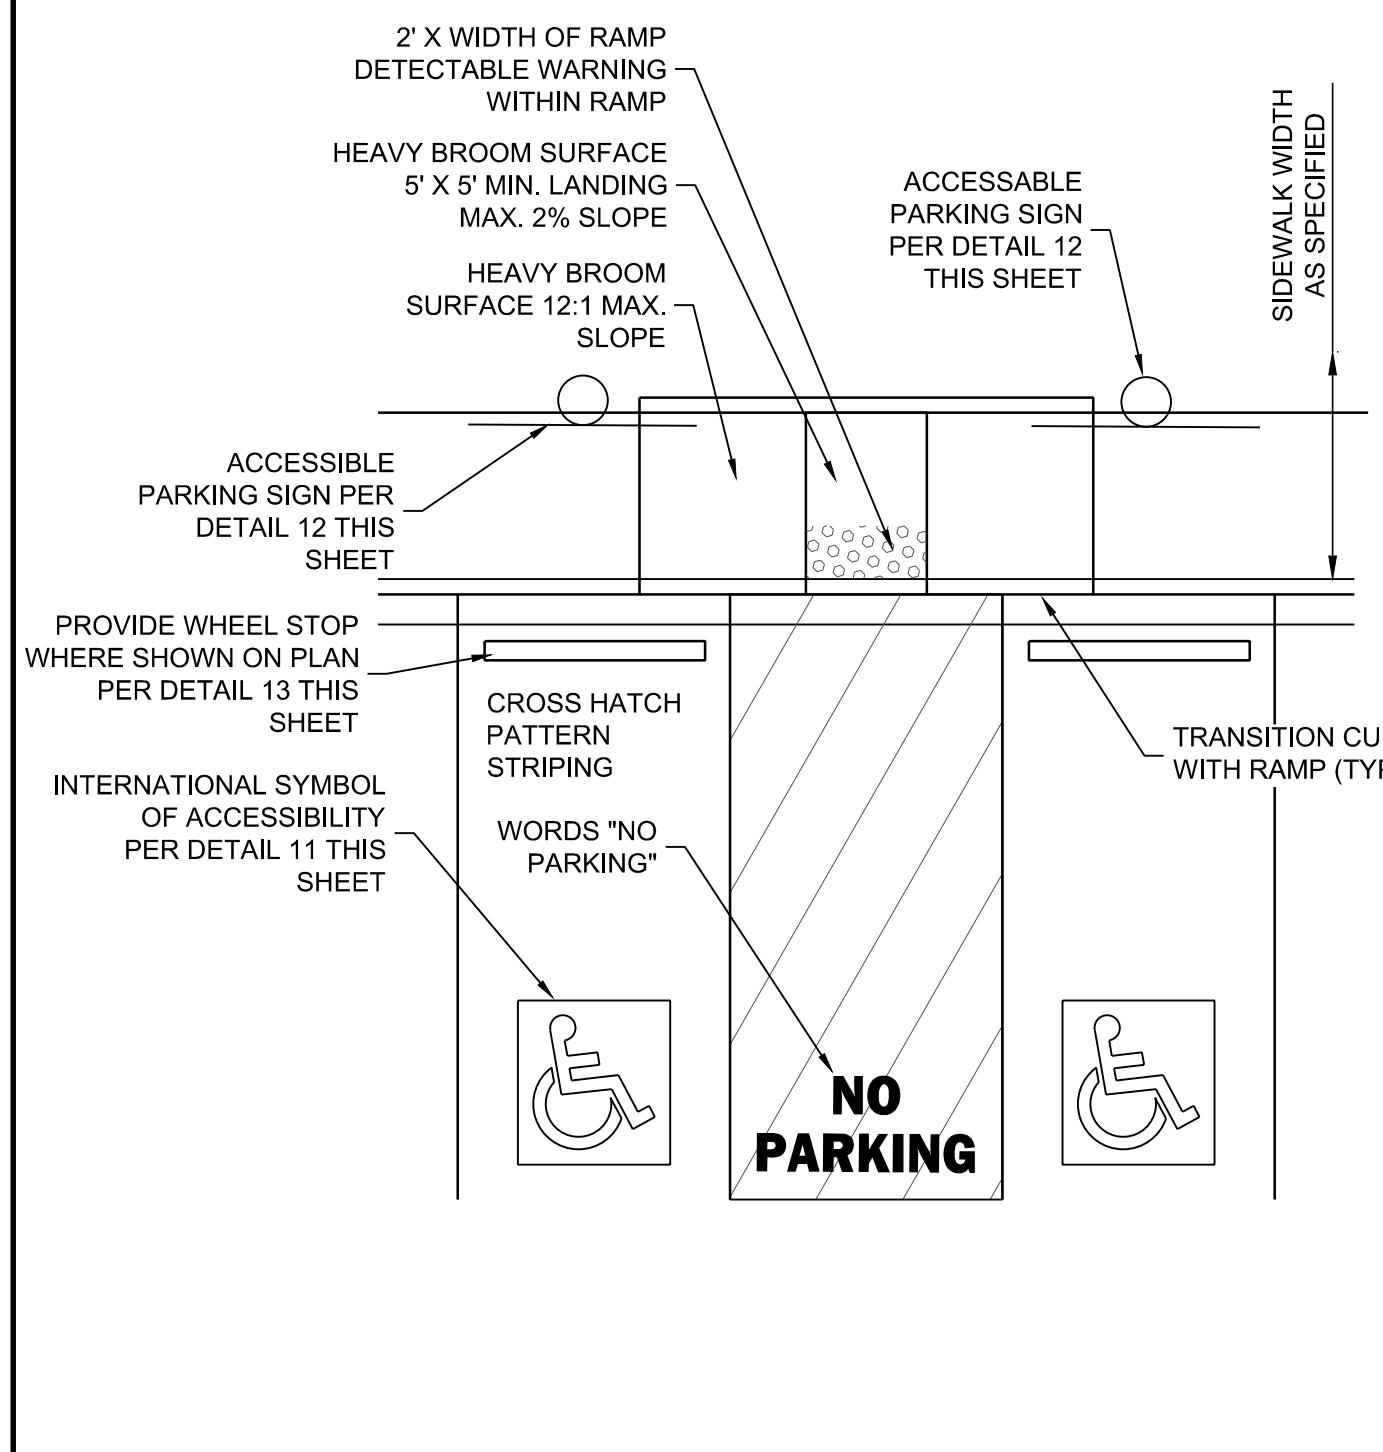 2' X WIDTH OF RAMP
DETECTABLE WARNING
WITHIN RAMP
HEAVY BROOM SURFACE
5' X 5' MIN. LANDING
MAX. 2% SLOPE
HEAVY BROOM
SURFACE 12:1 MAX.
SLOPE
ACCESSABLE
PARKING SIGN
PER DETAIL 12
THIS SHEET
SIDEWALK WIDTH
AS SPECIFIED
ACCESSIBLE
PARKING SIGN PER
DETAIL 12 THIS
SHEET
PROVIDE WHEEL STOP
WHERE SHOWN ON PLAN
PER DETAIL 13 THIS
SHEET
CROSS HATCH
PATTERN
STRIPING
TRANSITION
WITH RAMP
INTERNATIONAL SYMBOL
OF ACCESSIBILITY
PER DETAIL 11 THIS
SHEET
WORDS "NO
PARKING"
NO
PARKING